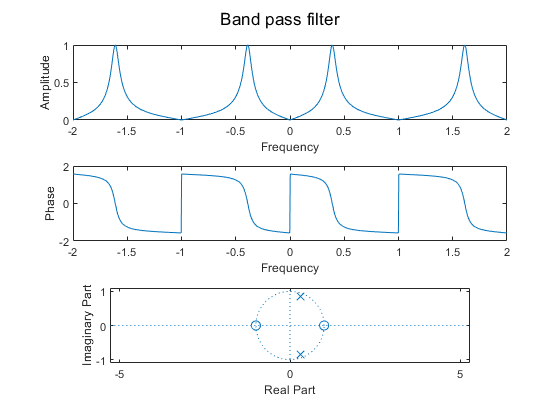 Band pass filter
Amplitude
1
0.5
0
-2 -1.5 -1 -0.5 0 0.5 1 1.5 2
Frequency
Phase
2
0
-2
-2 -1.5 -1 -0.5 0 0.5 1 1.5 2
Frequency
Imaginary Part
1
0
-1
-5 0 5
Real Part